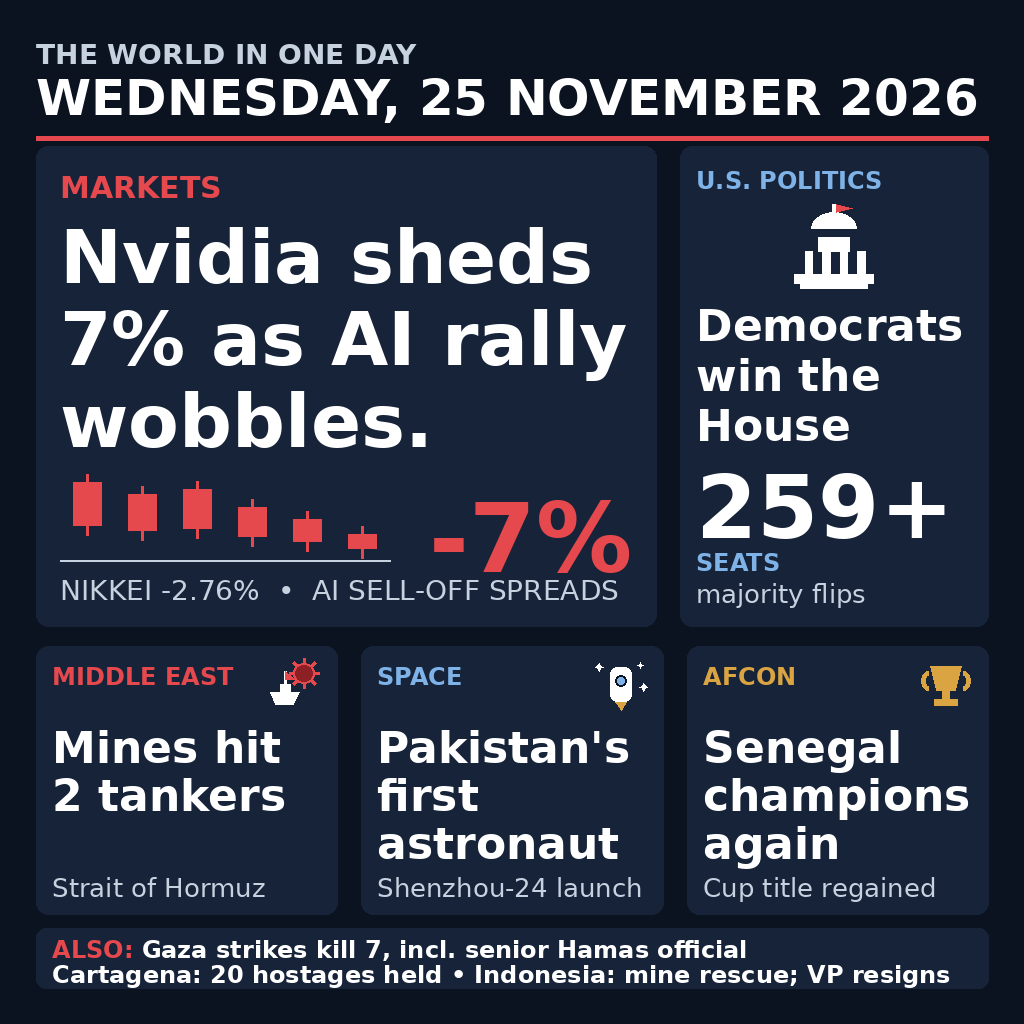 THE WORLD IN ONE DAY
WEDNESDAY, 25 NOVEMBER 2026
MARKETS
Nvidia sheds
7% as AI rally
wobbles.
-7%
NIKKEI -2.76% • AI SELL-OFF SPREADS
U.S. POLITICS
Democrats
win the
House
259+
SEATS
majority flips
MIDDLE EAST
Mines hit
2 tankers
Strait of Hormuz
SPACE
Pakistan's
first
astronaut
Shenzhou-24 launch
AFCON
Senegal
champions
again
Cup title regained
ALSO: Gaza strikes kill 7, incl. senior Hamas official
Cartagena: 20 hostages held • Indonesia: mine rescue; VP resigns